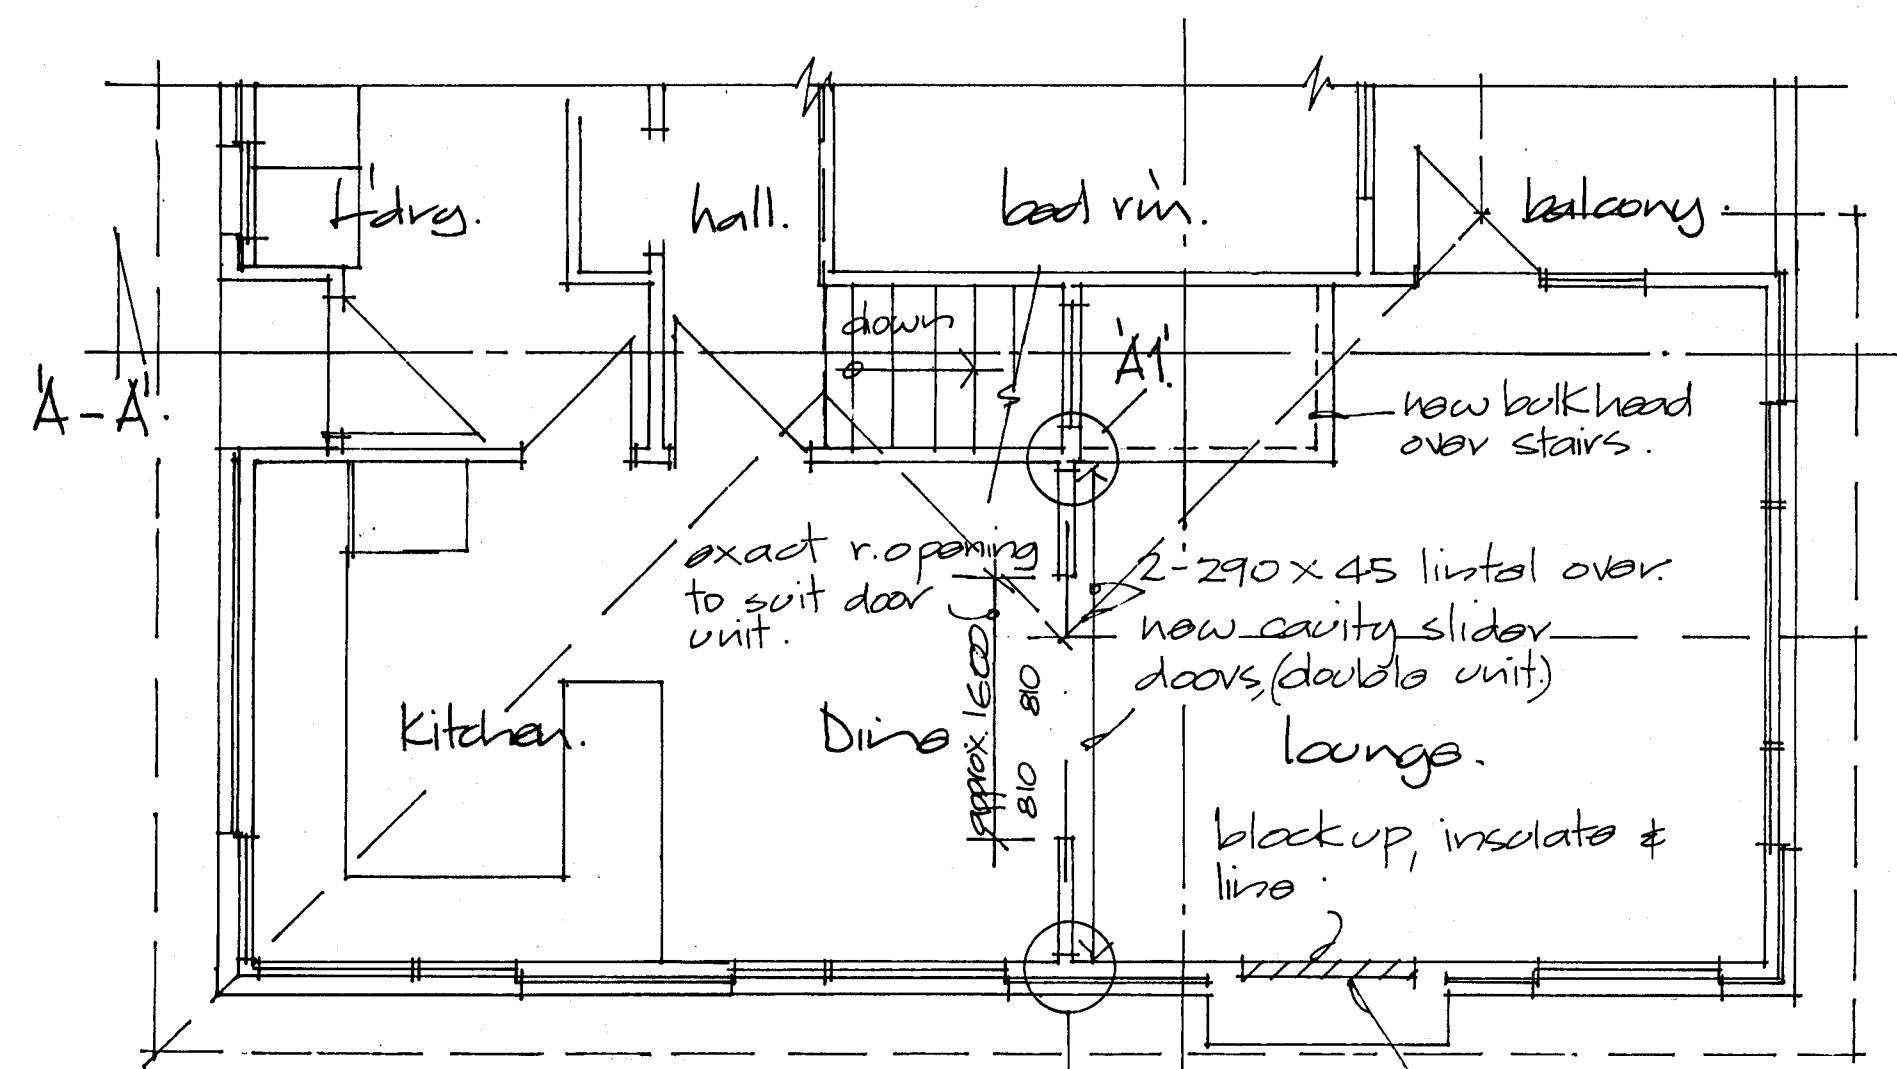 l'drg.
hall.
bed rm.
balcony.
down
'A1'.
'A-A'.
new bulkhead
over stairs.
exact r.opening
to suit door
unit.
2-290 x 45 lintel over.
new cavity slider
doors, (double unit.)
approx. 1600
810 810
Kitchen.
Dine
lounge.
block up, insulate &
line.